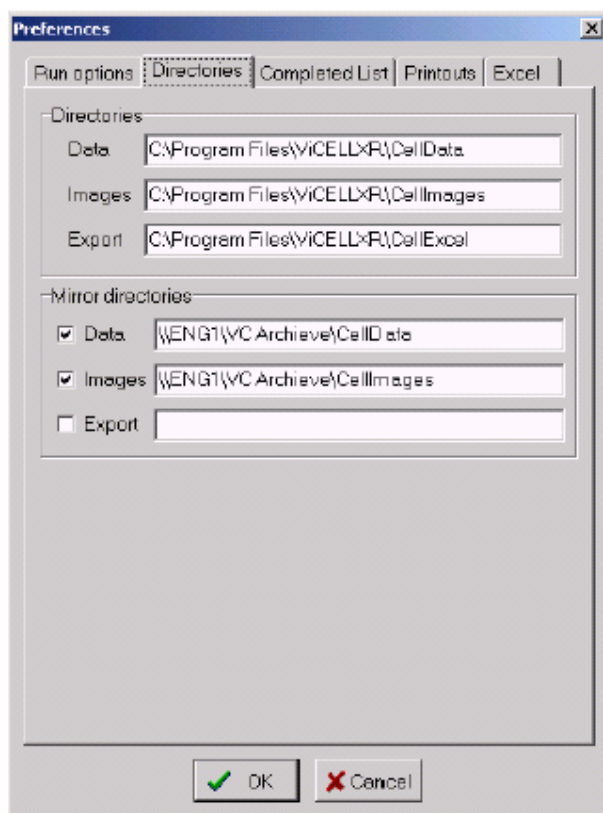 Preferences
Run options Directories Completed List Printouts Excel
Directories
Data C:\Program Files\ViCELLXR\CellData
Images C:\Program Files\ViCELLXR\CellImages
Export C:\Program Files\ViCELLXR\CellExcel
Mirror directories
Data \\ENG1\VC Archieve\CellData
Images \\ENG1\VC Archieve\CellImages
Export
OK Cancel